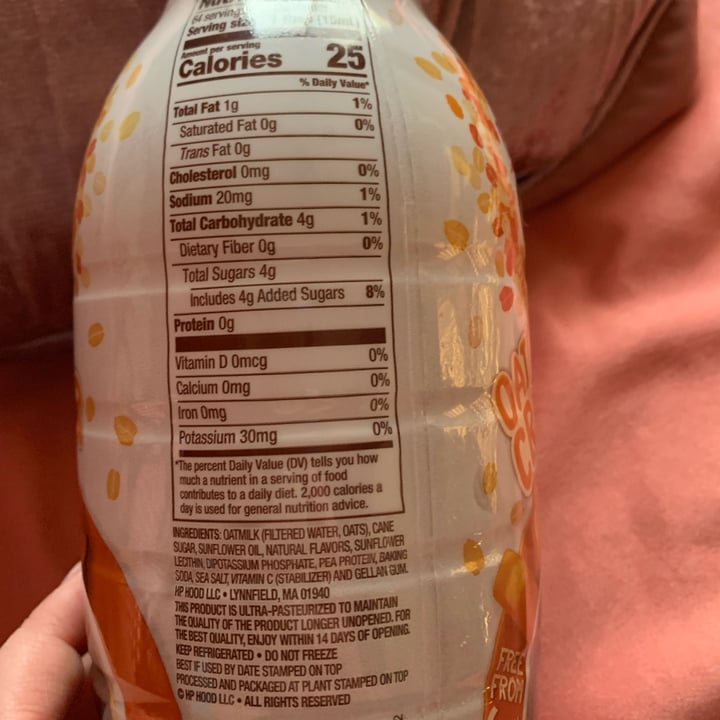 64 servings
Serving size (15mL)
Amount per serving
Calories 25
% Daily Value*
Total Fat 1g 1%
Saturated Fat 0g 0%
Trans Fat 0g
Cholesterol 0mg 0%
Sodium 20mg 1%
Total Carbohydrate 4g 1%
Dietary Fiber 0g 0%
Total Sugars 4g
Includes 4g Added Sugars 8%
Protein 0g
Vitamin D 0mcg 0%
Calcium 0mg 0%
Iron 0mg 0%
Potassium 30mg 0%
*The percent Daily Value (DV) tells you how
much a nutrient in a serving of food
contributes to a daily diet. 2,000 calories a
day is used for general nutrition advice.
INGREDIENTS: OATMILK (FILTERED WATER, OATS), CANE
SUGAR, SUNFLOWER OIL, NATURAL FLAVORS, SUNFLOWER
LECITHIN, DIPOTASSIUM PHOSPHATE, PEA PROTEIN, BAKING
SODA, SEA SALT, VITAMIN C (STABILIZER) AND GELLAN GUM.
HP HOOD LLC • LYNNFIELD, MA 01940
THIS PRODUCT IS ULTRA-PASTEURIZED TO MAINTAIN
THE QUALITY OF THE PRODUCT LONGER UNOPENED. FOR
THE BEST QUALITY, ENJOY WITHIN 14 DAYS OF OPENING.
KEEP REFRIGERATED • DO NOT FREEZE
BEST IF USED BY DATE STAMPED ON TOP
PROCESSED AND PACKAGED AT PLANT STAMPED ON TOP
© HP HOOD LLC • ALL RIGHTS RESERVED
OAT
CR
FREE
FROM